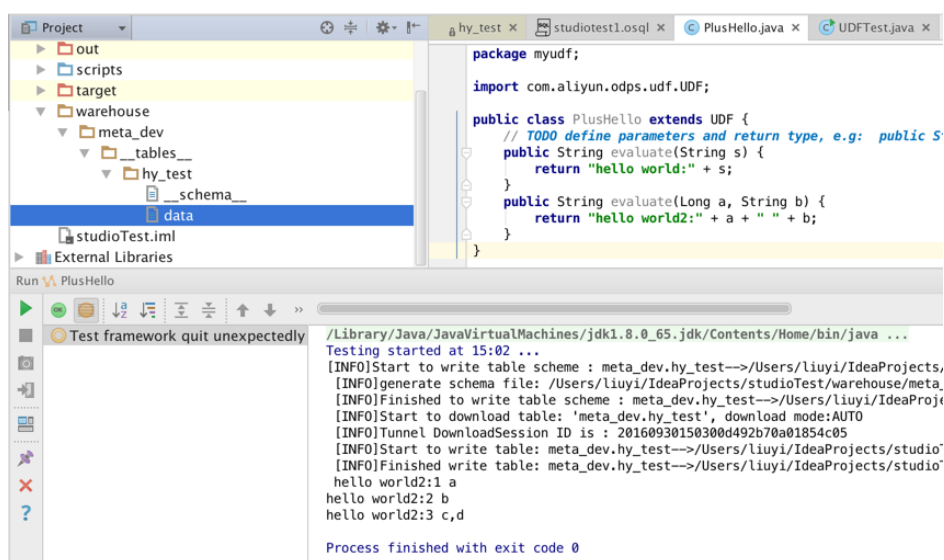 Project
out
scripts
target
warehouse
meta_dev
__tables__
hy_test
__schema__
data
studioTest.iml
External Libraries
hy_test
studiotest1.osql
PlusHello.java
UDFTest.java
package myudf;
import com.aliyun.odps.udf.UDF;
public class PlusHello extends UDF {
// TODO define parameters and return type, e.g: public S
public String evaluate(String s) {
return "hello world:" + s;
}
public String evaluate(Long a, String b) {
return "hello world2:" + a + " " + b;
}
}
Run PlusHello
OK
Test framework quit unexpectedly
/Library/Java/JavaVirtualMachines/jdk1.8.0_65.jdk/Contents/Home/bin/java ...
Testing started at 15:02 ...
[INFO]Start to write table scheme : meta_dev.hy_test-->/Users/liuyi/IdeaProjects/
[INFO]generate schema file: /Users/liuyi/IdeaProjects/studioTest/warehouse/meta_
[INFO]Finished to write table scheme : meta_dev.hy_test-->/Users/liuyi/IdeaProje
[INFO]Start to download table: 'meta_dev.hy_test', download mode:AUTO
[INFO]Tunnel DownloadSession ID is : 20160930150300d492b70a01854c05
[INFO]Start to write table: meta_dev.hy_test-->/Users/liuyi/IdeaProjects/studioT
[INFO]Finished write table: meta_dev.hy_test-->/Users/liuyi/IdeaProjects/studioT
hello world2:1 a
hello world2:2 b
hello world2:3 c,d
Process finished with exit code 0